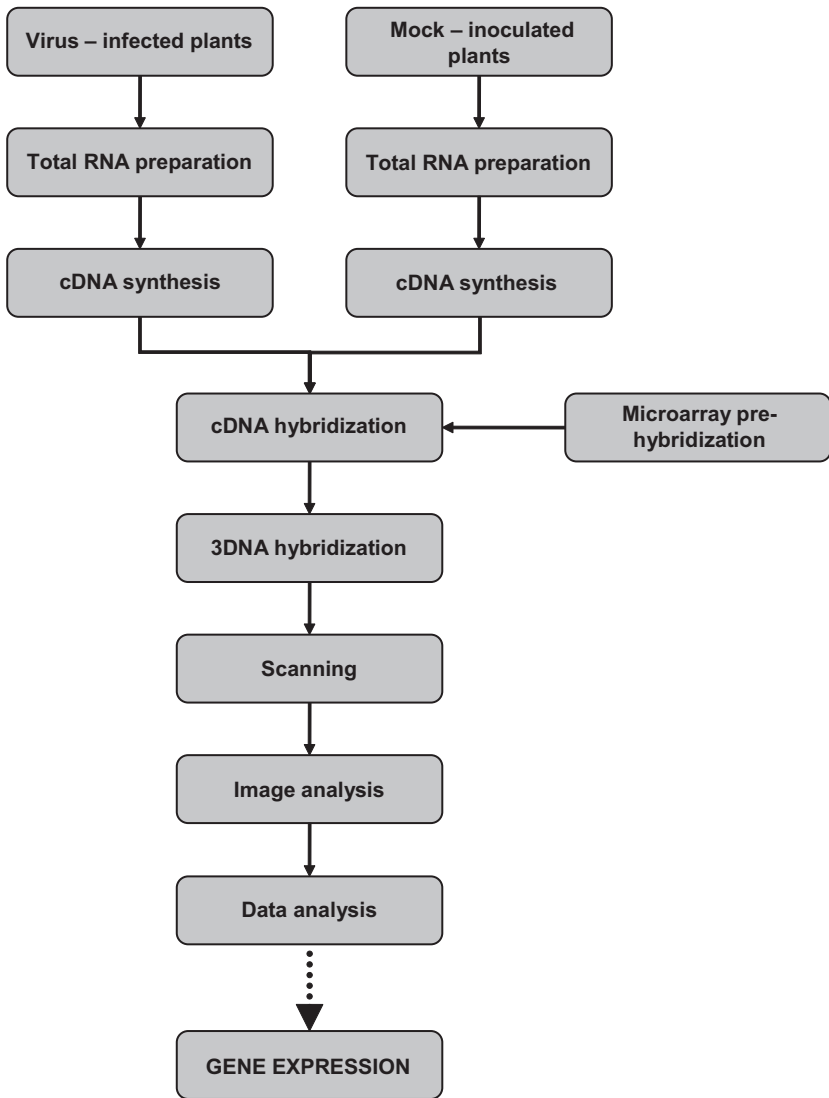 Virus – infected plants
Mock – inoculated
plants
Total RNA preparation
Total RNA preparation
cDNA synthesis
cDNA synthesis
cDNA hybridization
Microarray pre-
hybridization
3DNA hybridization
Scanning
Image analysis
Data analysis
GENE EXPRESSION